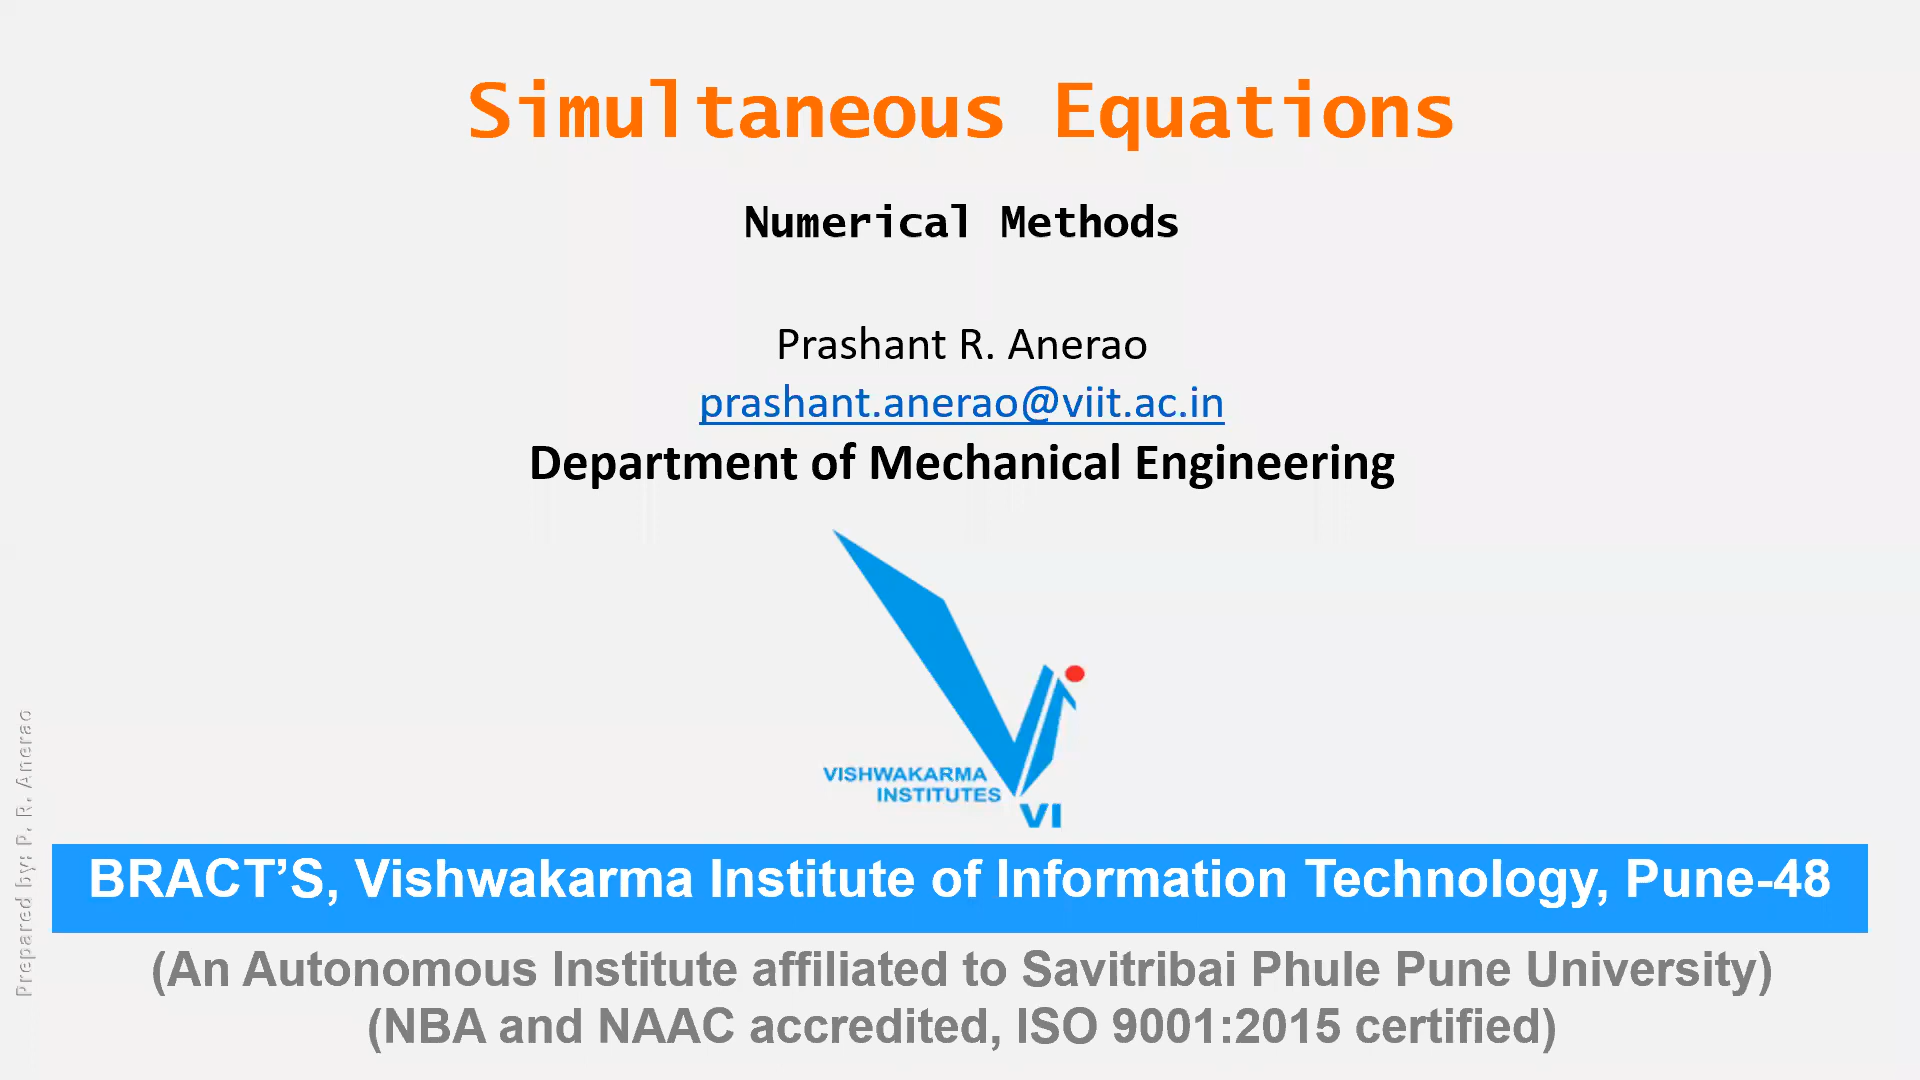 Simultaneous Equations
Numerical Methods
Prashant R. Anerao
prashant.anerao@viit.ac.in
Department of Mechanical Engineering
VISHWAKARMA
INSTITUTES
VI
BRACT’S, Vishwakarma Institute of Information Technology, Pune-48
(An Autonomous Institute affiliated to Savitribai Phule Pune University)
(NBA and NAAC accredited, ISO 9001:2015 certified)
Prepared by: P. R. Anerao